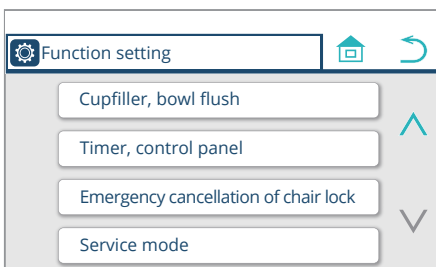 Function setting
Cupfiller, bowl flush
Timer, control panel
Emergency cancellation of chair lock
Service mode